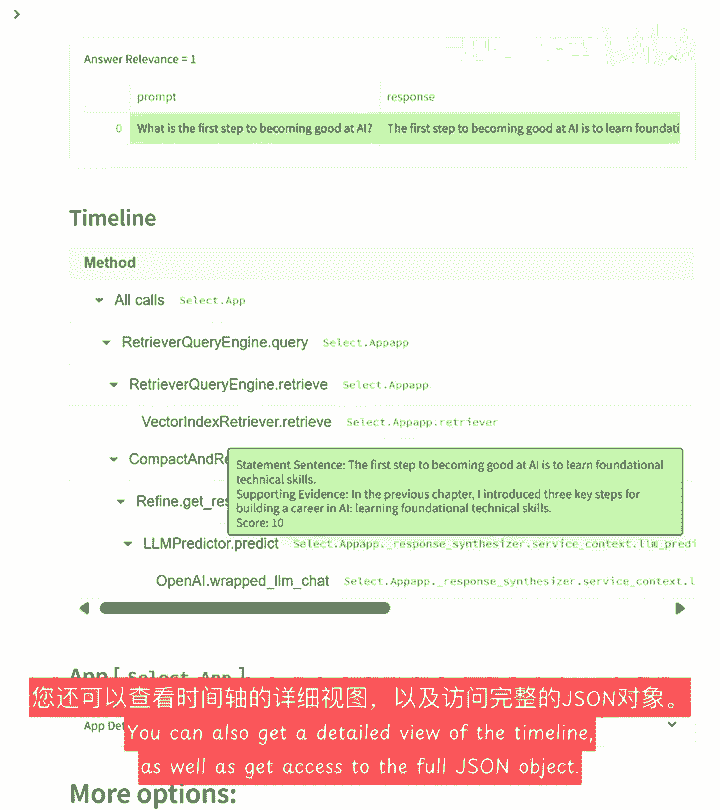 Answer Relevance = 1
prompt response
0 What is the first step to becoming good at AI? The first step to becoming good at AI is to learn foundati
Timeline
Method
All calls Select.App
RetrieverQueryEngine.query Select.Appapp
RetrieverQueryEngine.retrieve Select.Appapp
VectorIndexRetriever.retrieve Select.Appapp.retriever
CompactAndRe
Statement Sentence: The first step to becoming good at AI is to learn foundational
technical skills.
Supporting Evidence: In the previous chapter, I introduced three key steps for
building a career in AI: learning foundational technical skills.
Score: 10
Refine.get_res
LLMPredictor.predict Select.Appapp._response_synthesizer.service_context.llm_predi
OpenAI.wrapped_llm_chat Select.Appapp._response_synthesizer.service_context.l
App [ Select.App ]
您还可以查看时间轴的详细视图，以及访问完整的JSON对象。
App Det
You can also get a detailed view of the timeline,
as well as get access to the full JSON object.
More options: